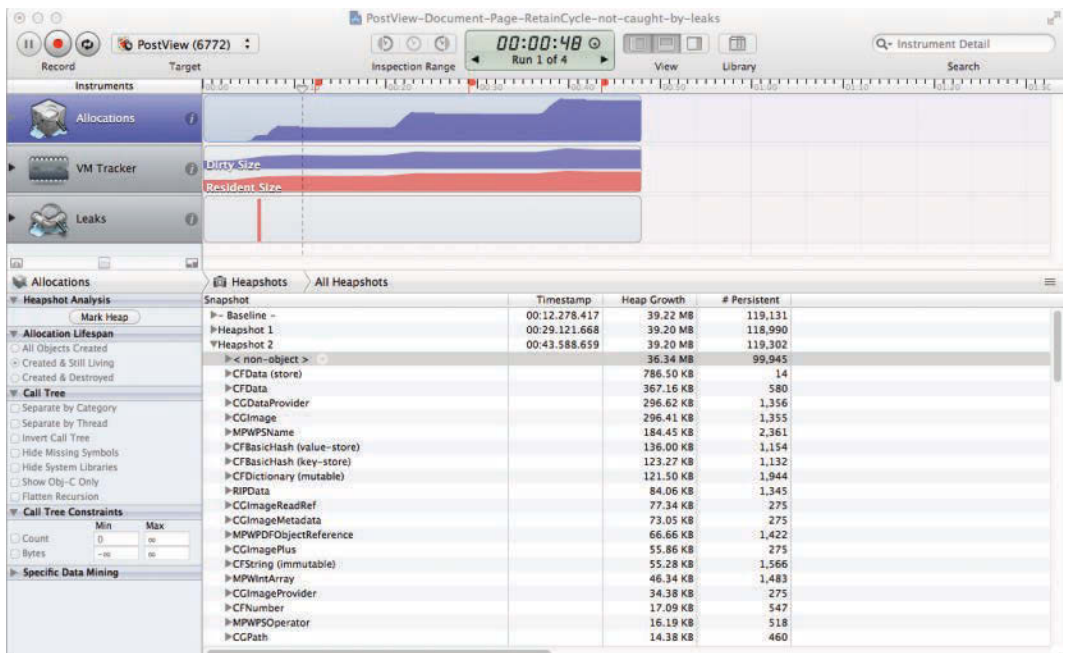 PostView-Document-Page-RetainCycle-not-caught-by-leaks
PostView (6772)
00:00:48
Run 1 of 4
Instrument Detail
Record
Target
Inspection Range
View
Library
Search
Instruments
Allocations
VM Tracker
Dirty Size
Resident Size
Leaks
Allocations
Heapshots All Heapshots
Heapshot Analysis
Mark Heap
Allocation Lifespan
All Objects Created
Created & Still Living
Created & Destroyed
Call Tree
Separate by Category
Separate by Thread
Invert Call Tree
Hide Missing Symbols
Hide System Libraries
Show Obj-C Only
Flatten Recursion
Call Tree Constraints
Min Max
Count 0 ∞
Bytes -∞ ∞
Specific Data Mining
Snapshot Timestamp Heap Growth # Persistent
- Baseline - 00:12.278.417 39.22 MB 119,131
Heapshot 1 00:29.121.668 39.20 MB 118,990
Heapshot 2 00:43.588.659 39.20 MB 119,302
< non-object > 36.34 MB 99,945
CFData (store) 786.50 KB 14
CFData 367.16 KB 580
CGDataProvider 296.62 KB 1,356
CGImage 296.41 KB 1,355
MPWPSName 184.45 KB 2,361
CFBasicHash (value-store) 136.00 KB 1,154
CFBasicHash (key-store) 123.27 KB 1,132
CFDictionary (mutable) 121.50 KB 1,944
RIPData 84.06 KB 1,345
CGImageReadRef 77.34 KB 275
CGImageMetadata 73.05 KB 275
MPWPDFObjectReference 66.66 KB 1,422
CGImagePlus 55.86 KB 275
CFString (immutable) 55.28 KB 1,566
MPWIntArray 46.34 KB 1,483
CGImageProvider 34.38 KB 275
CFNumber 17.09 KB 547
MPWPSOperator 16.19 KB 518
CGPath 14.38 KB 460